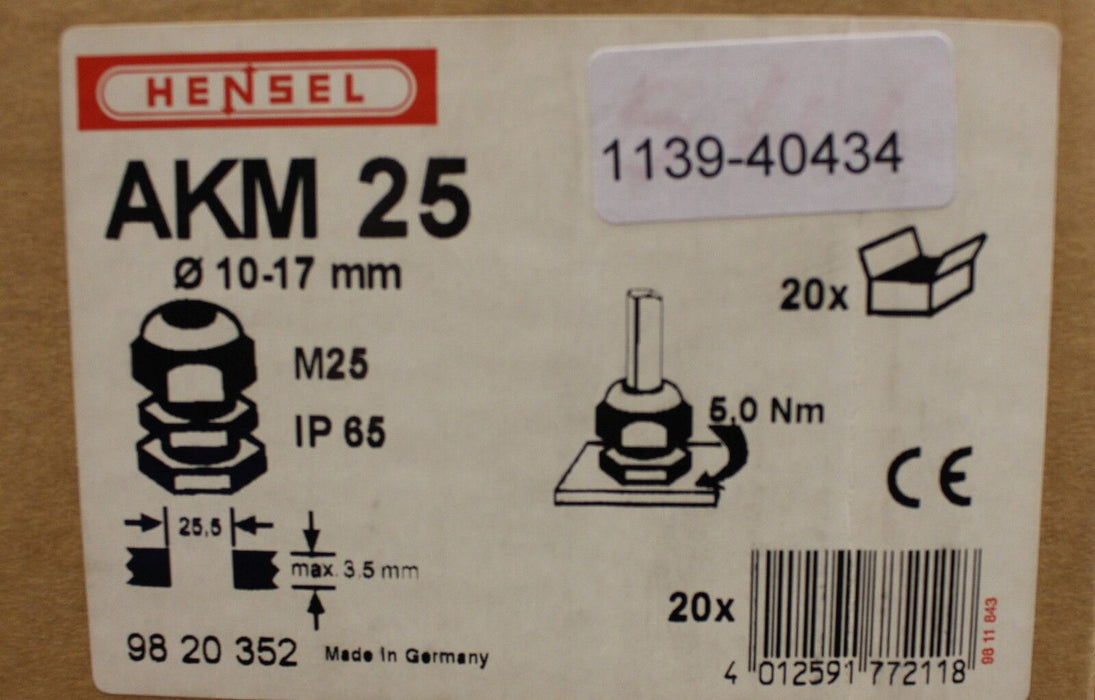 HENSEL
1139-40434
AKM 25
Ø 10-17 mm
20x
M25
5,0 Nm
IP 65
CE
25,5
max. 3,5 mm
20x
98 20 352 Made in Germany
4 012591 772118
98 11 843